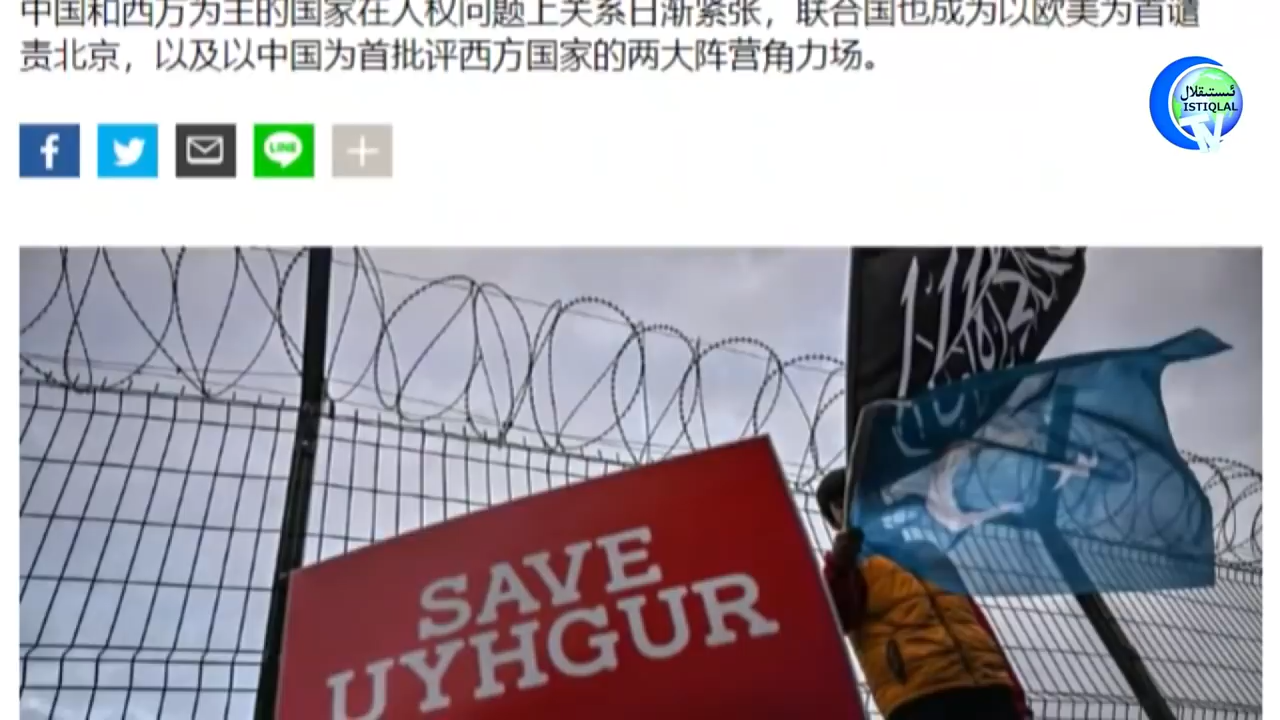 中国和西方为主的国家在人权问题上关系日渐紧张，联合国也成为以欧美为首谴
责北京，以及以中国为首批评西方国家的两大阵营角力场。
ئىستىقلال
ISTIQLAL
TV
f
LINE
SAVE
UYHGUR